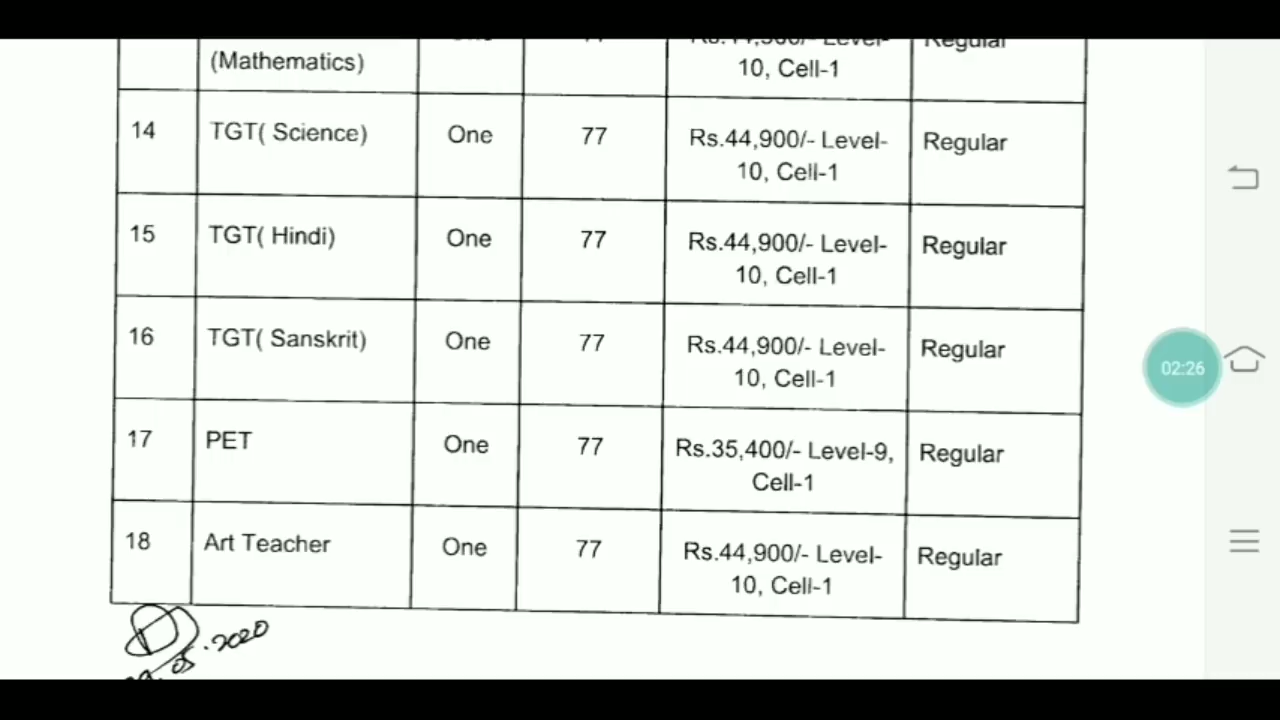 (Mathematics)
Regular
10, Cell-1
14
TGT( Science)
One
77
Rs.44,900/- Level-
10, Cell-1
Regular
15
TGT( Hindi)
One
77
Rs.44,900/- Level-
10, Cell-1
Regular
16
TGT( Sanskrit)
One
77
Rs.44,900/- Level-
10, Cell-1
Regular
17
PET
One
77
Rs.35,400/- Level-9,
Cell-1
Regular
18
Art Teacher
One
77
Rs.44,900/- Level-
10, Cell-1
Regular
.05.2020
02:26